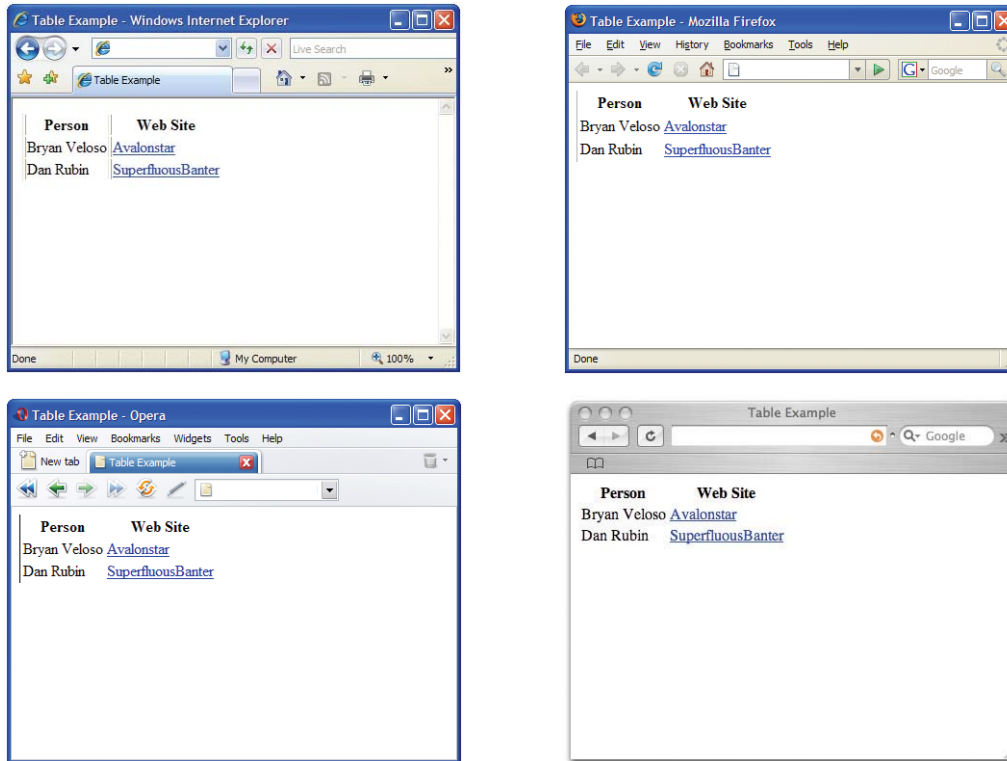 Table Example - Windows Internet Explorer
Live Search
Table Example
»
Person Web Site
Bryan Veloso Avalonstar
Dan Rubin SuperfluousBanter
Done My Computer 100%
Table Example - Mozilla Firefox
File Edit View History Bookmarks Tools Help
G Google
Person Web Site
Bryan Veloso Avalonstar
Dan Rubin SuperfluousBanter
Done
Table Example - Opera
File Edit View Bookmarks Widgets Tools Help
New tab Table Example
Person Web Site
Bryan Veloso Avalonstar
Dan Rubin SuperfluousBanter
Table Example
Q Google »
Person Web Site
Bryan Veloso Avalonstar
Dan Rubin SuperfluousBanter